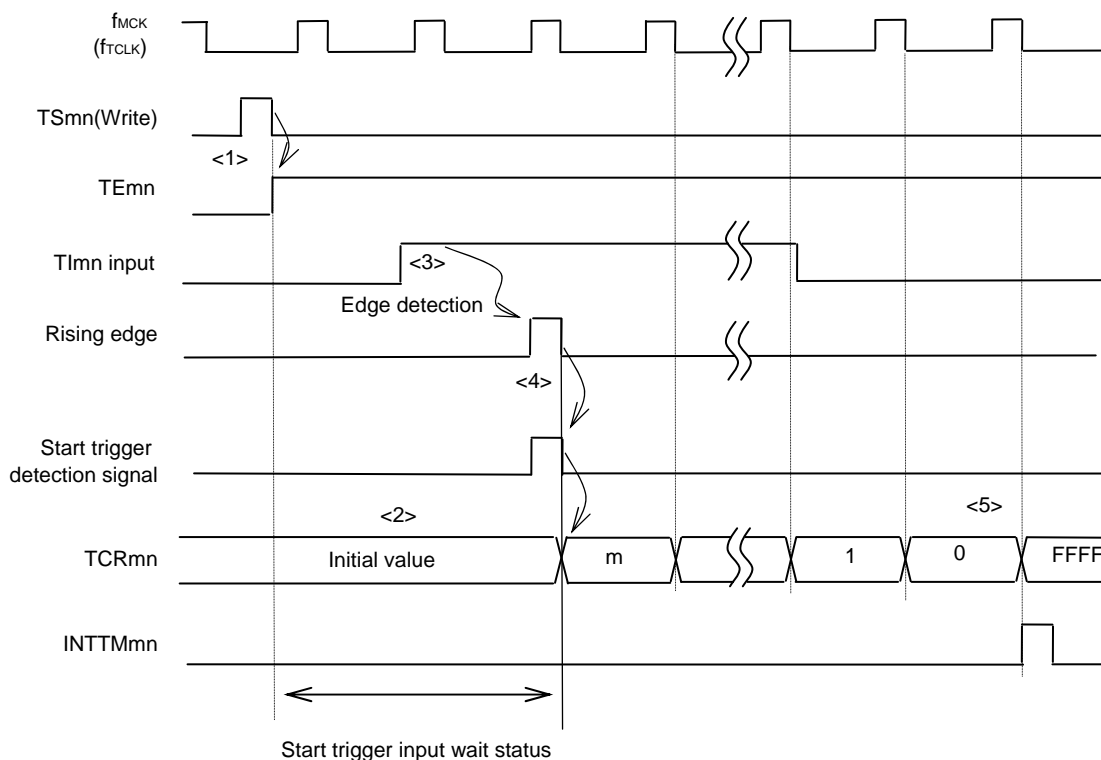 fMCK
(fTCLK)
TSmn(Write)
<1>
TEmn
TImn input
<3>
Edge detection
Rising edge
<4>
Start trigger
detection signal
<2>
<5>
TCRmn
Initial value
m
1
0
FFFF
INTTMmn
Start trigger input wait status